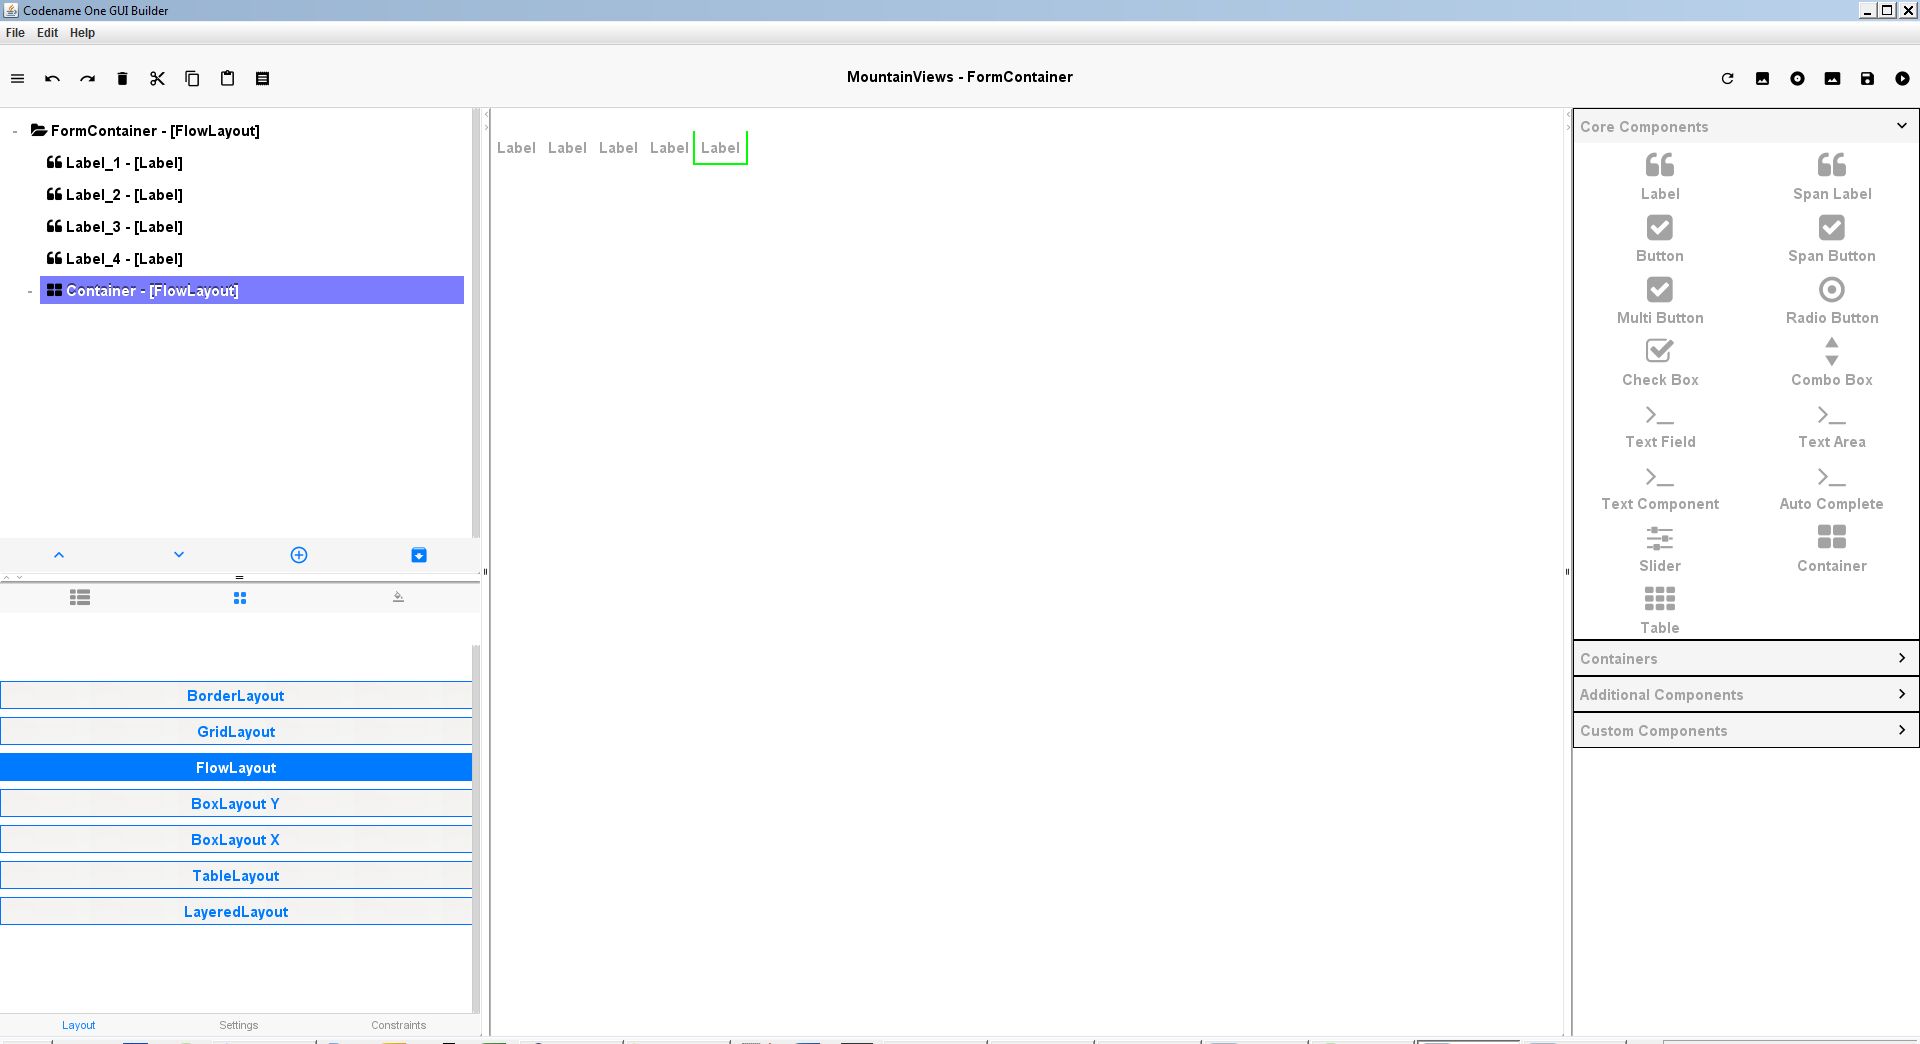 Codename One GUI Builder
File Edit Help
MountainViews - FormContainer
FormContainer - [FlowLayout]
Label_1 - [Label]
Label_2 - [Label]
Label_3 - [Label]
Label_4 - [Label]
Container - [FlowLayout]
Label Label Label Label Label
BorderLayout
GridLayout
FlowLayout
BoxLayout Y
BoxLayout X
TableLayout
LayeredLayout
Layout Settings Constraints
Core Components
Label Span Label
Button Span Button
Multi Button Radio Button
Check Box Combo Box
Text Field Text Area
Text Component Auto Complete
Slider Container
Table
Containers
Additional Components
Custom Components